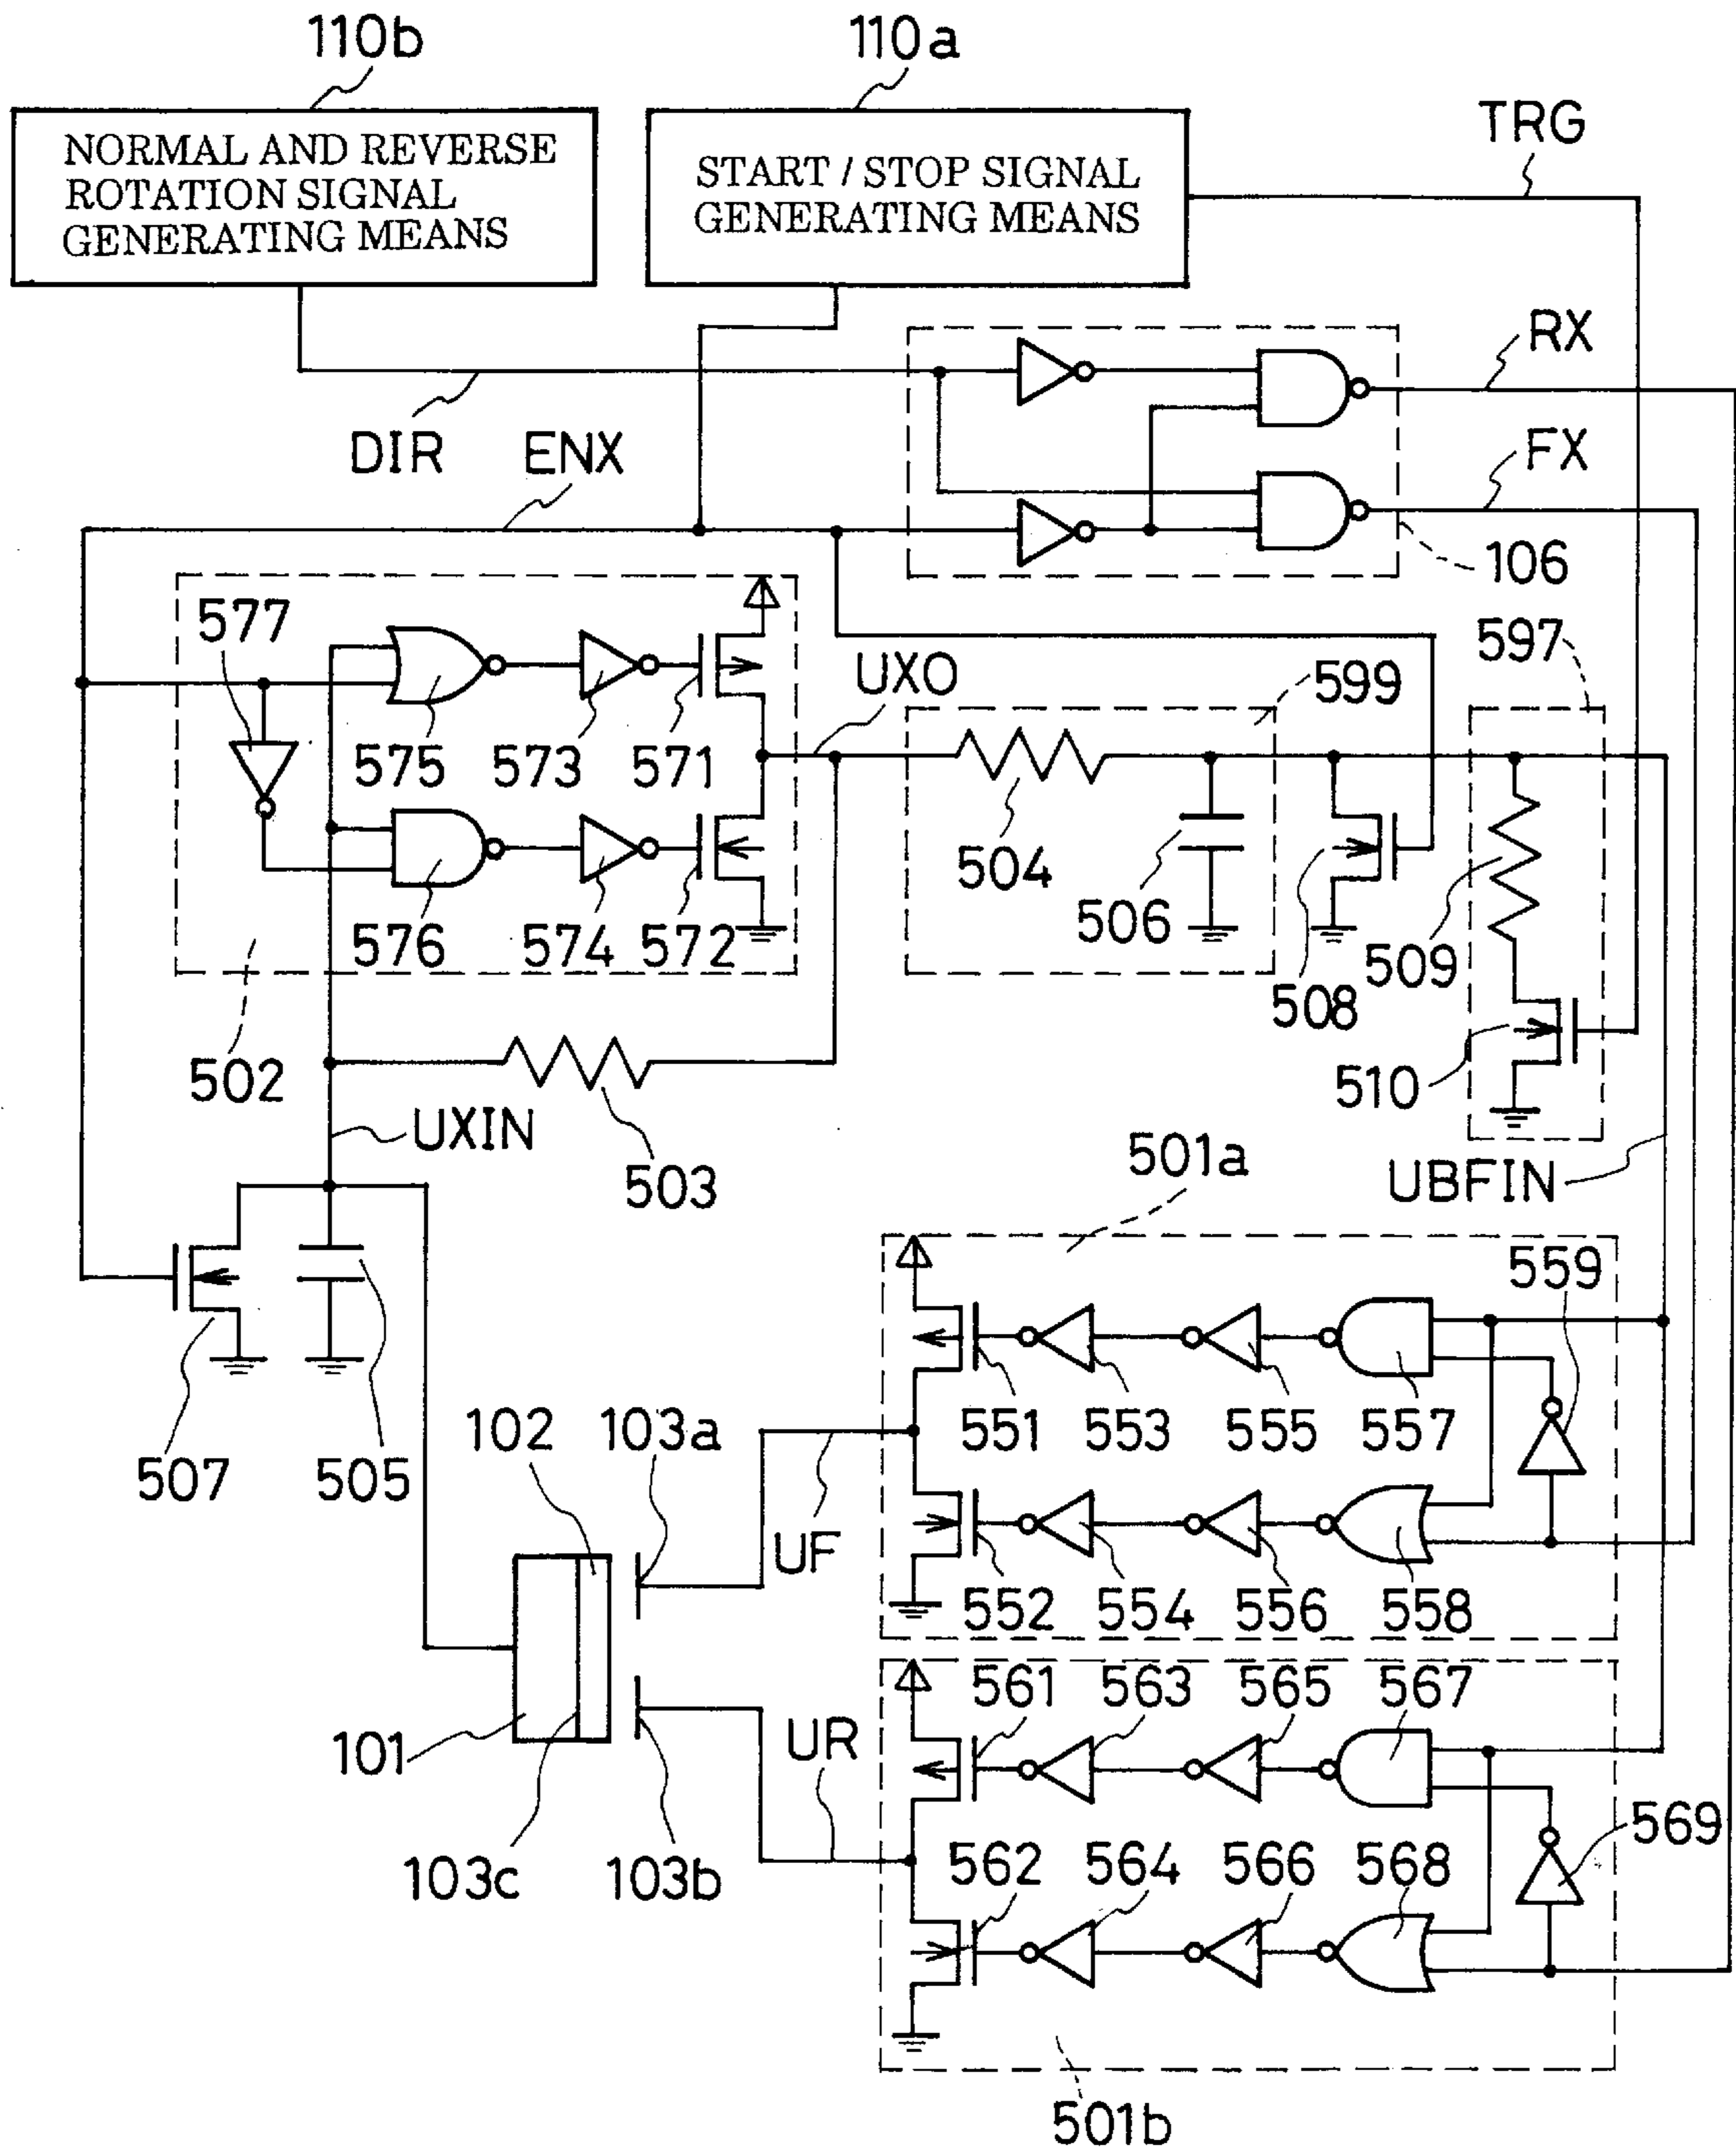 110b
110a
NORMAL AND REVERSE
ROTATION SIGNAL
GENERATING MEANS
START / STOP SIGNAL
GENERATING MEANS
TRG
RX
DIR
ENX
FX
106
577
597
UXO
599
575
573
571
504
506
508
509
576
574
572
502
510
UXIN
503
501a
UBFIN
559
102
103a
551
553
555
557
507
505
UF
552
554
556
558
561
563
565
567
101
UR
569
103c
103b
562
564
566
568
501b